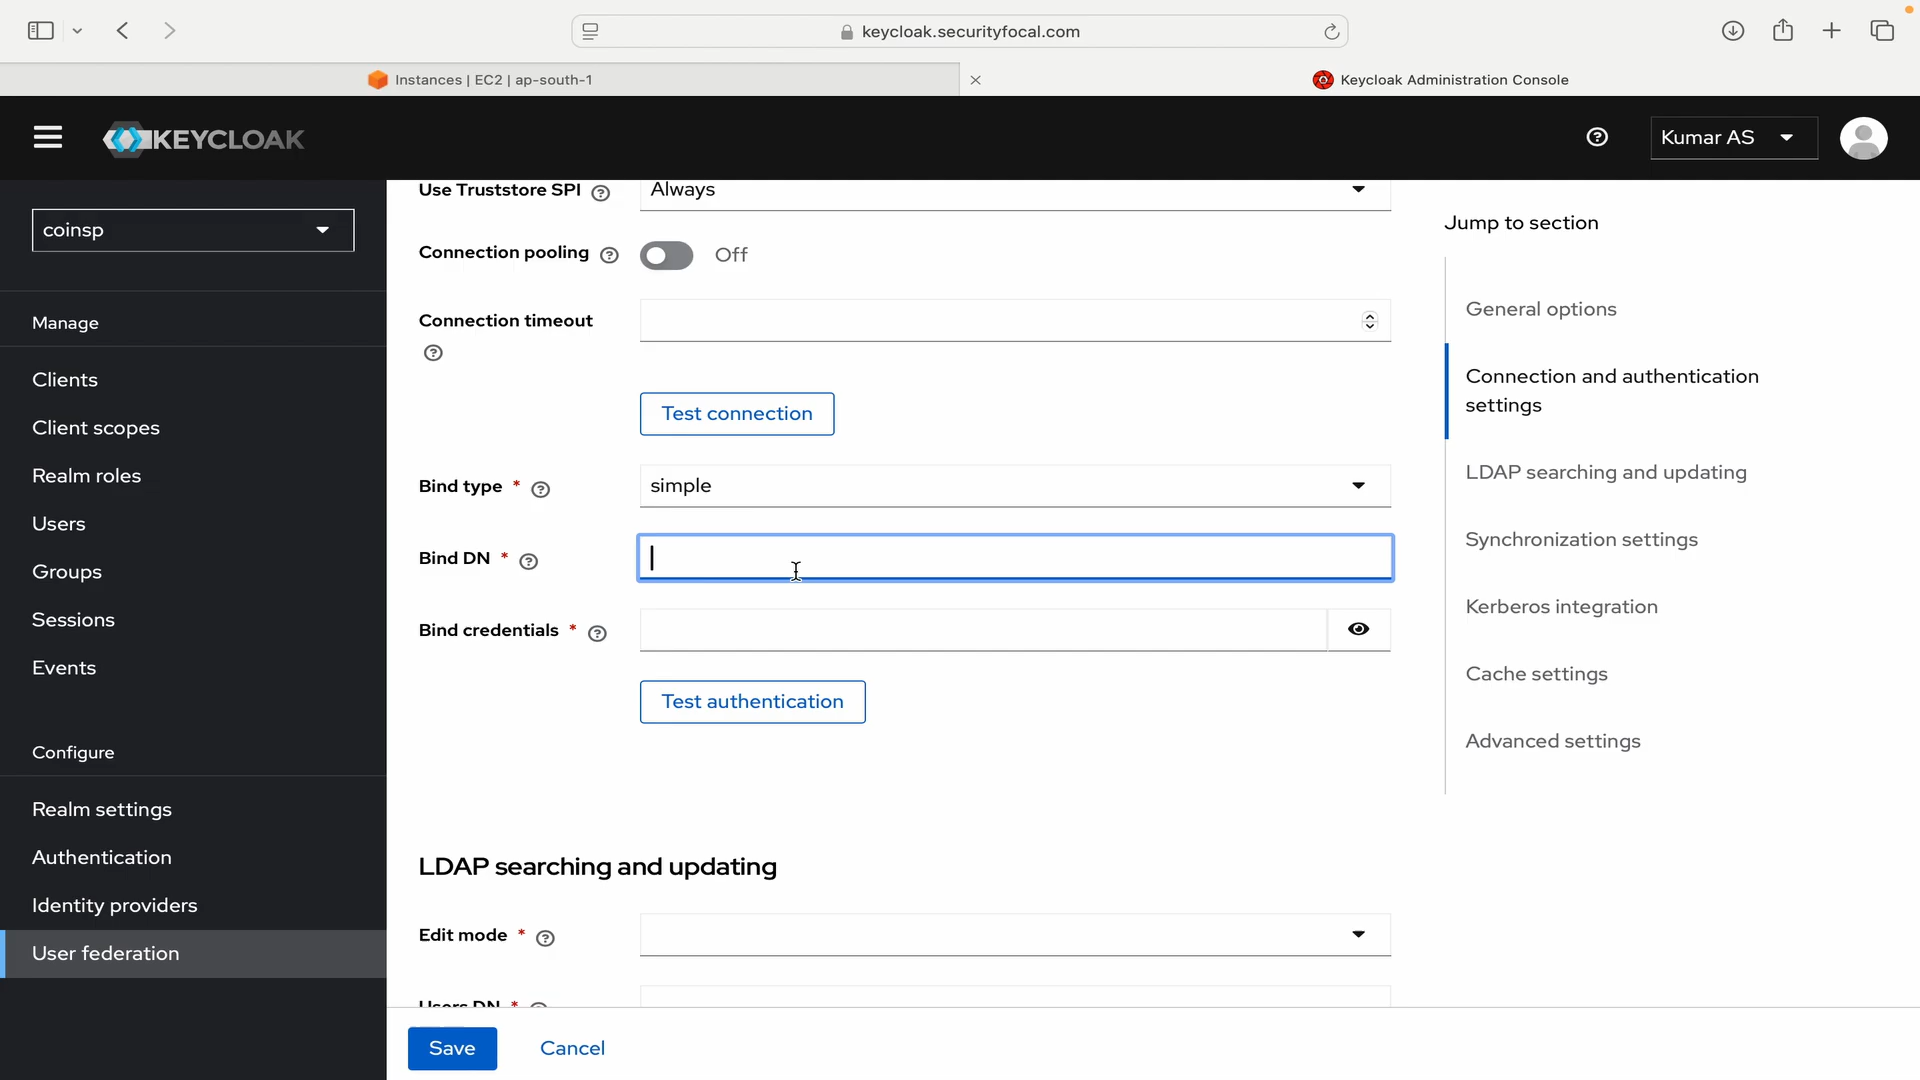 keycloak.securityfocal.com
Instances | EC2 | ap-south-1
Keycloak Administration Console
KEYCLOAK
Kumar AS
coinsp
Manage
Clients
Client scopes
Realm roles
Users
Groups
Sessions
Events
Configure
Realm settings
Authentication
Identity providers
User federation
Use Truststore SPI
Always
Connection pooling
Off
Connection timeout
Test connection
Bind type *
simple
Bind DN *
Bind credentials *
Test authentication
LDAP searching and updating
Edit mode *
Users DN *
Save
Cancel
Jump to section
General options
Connection and authentication
settings
LDAP searching and updating
Synchronization settings
Kerberos integration
Cache settings
Advanced settings